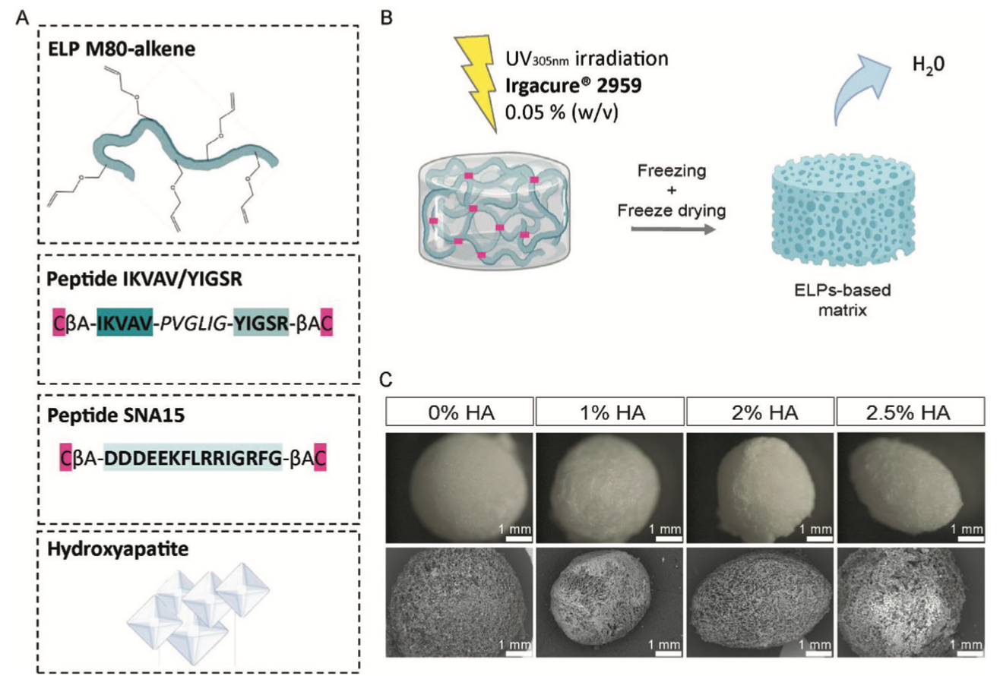 A
ELP M80-alkene
O
O
O
O
O
Peptide IKVAV/YIGSR
CβA-IKVAV-PVGLIG-YIGSR-βAC
Peptide SNA15
CβA-DDDEEKFLRRIGRFG-βAC
Hydroxyapatite
B
UV305nm irradiation
Irgacure® 2959
0.05 % (w/v)
Freezing
+
Freeze drying
H₂0
ELPs-based
matrix
C
0% HA
1% HA
2% HA
2.5% HA
1 mm
1 mm
1 mm
1 mm
1 mm
1 mm
1 mm
1 mm